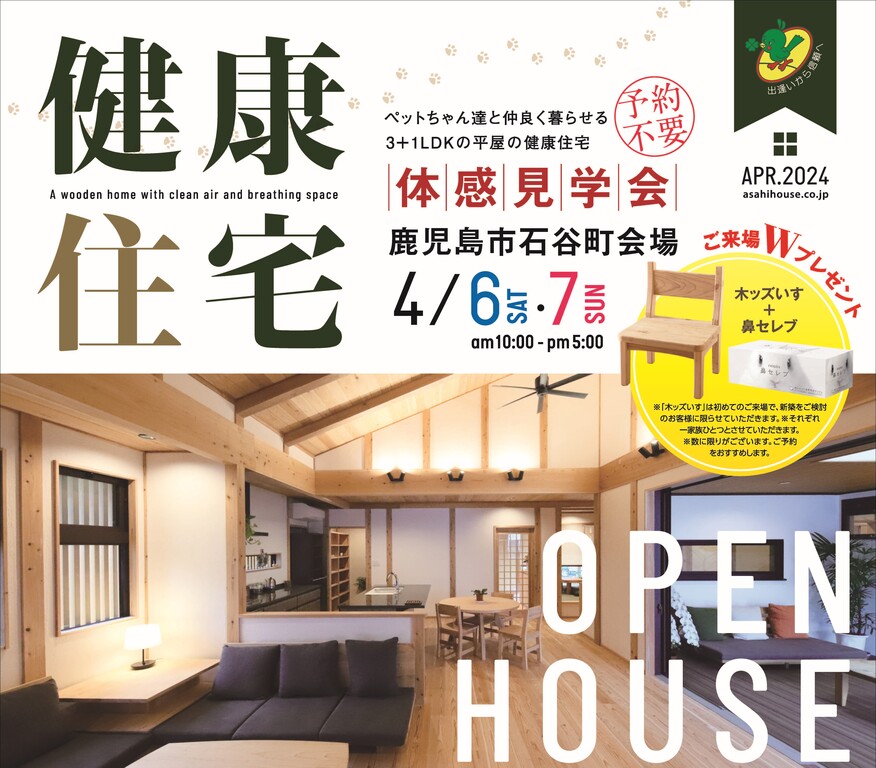 健康
住宅
A wooden home with clean air and breathing space
ペットちゃん達と仲良く暮らせる
3+1LDKの平屋の健康住宅
予約
不要
体感見学会
鹿児島市石谷町会場
4/6SAT・7SUN
am10:00 - pm5:00
出逢いから信頼へ
APR.2024
asahihouse.co.jp
ご来場Wプレゼント
木ッズいす
+
鼻セレブ
鼻セレブ
※「木ッズいす」は初めてのご来場で、新築をご検討
のお客様に限らせていただきます。※それぞれ
一家族ひとつとさせていただきます。
※数に限りがございます。ご予約
をおすすめします。
OPEN
HOUSE